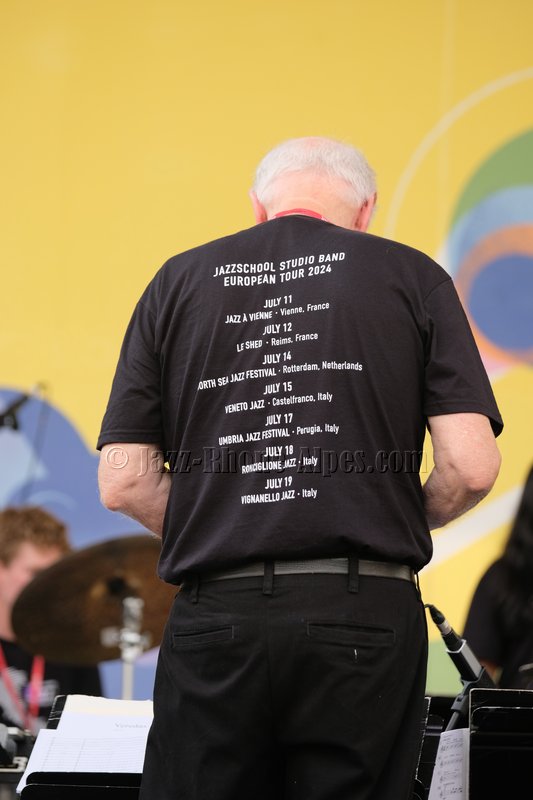 JAZZSCHOOL STUDIO BAND
EUROPEAN TOUR 2024
JULY 11
JAZZ À VIENNE • Vienne, France
JULY 12
LE SHED • Reims, France
JULY 14
NORTH SEA JAZZ FESTIVAL • Rotterdam, Netherlands
JULY 15
VENETO JAZZ • Castelfranco, Italy
JULY 17
UMBRIA JAZZ FESTIVAL • Perugia, Italy
JULY 18
RONCIGLIONE JAZZ • Italy
JULY 19
VIGNANELLO JAZZ • Italy
© Jazz-Rhone-Alpes.com